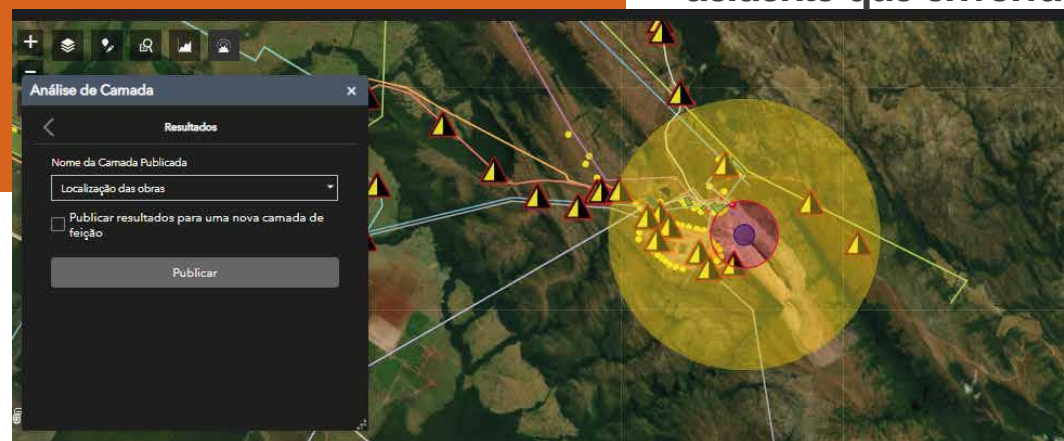 Análise de Camada
Resultados
Nome da Camada Publicada
Localização das obras
Publicar resultados para uma nova camada de
feição
Publicar